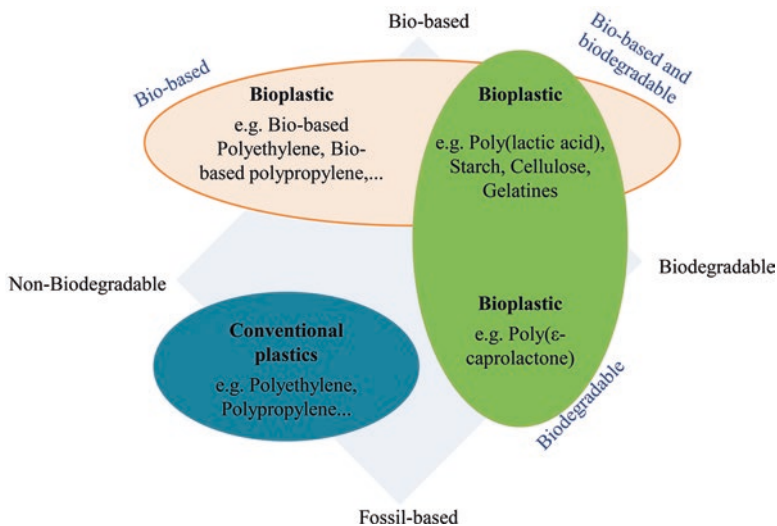 Bio-based
Bio-based
Bio-based and
biodegradable
Bioplastic
e.g. Bio-based
Polyethylene, Bio-
based polypropylene,...
Bioplastic
e.g. Poly(lactic acid),
Starch, Cellulose,
Gelatines
Non-Biodegradable
Biodegradable
Conventional
plastics
e.g. Polyethylene,
Polypropylene...
Bioplastic
e.g. Poly(ε-
caprolactone)
Biodegradable
Fossil-based